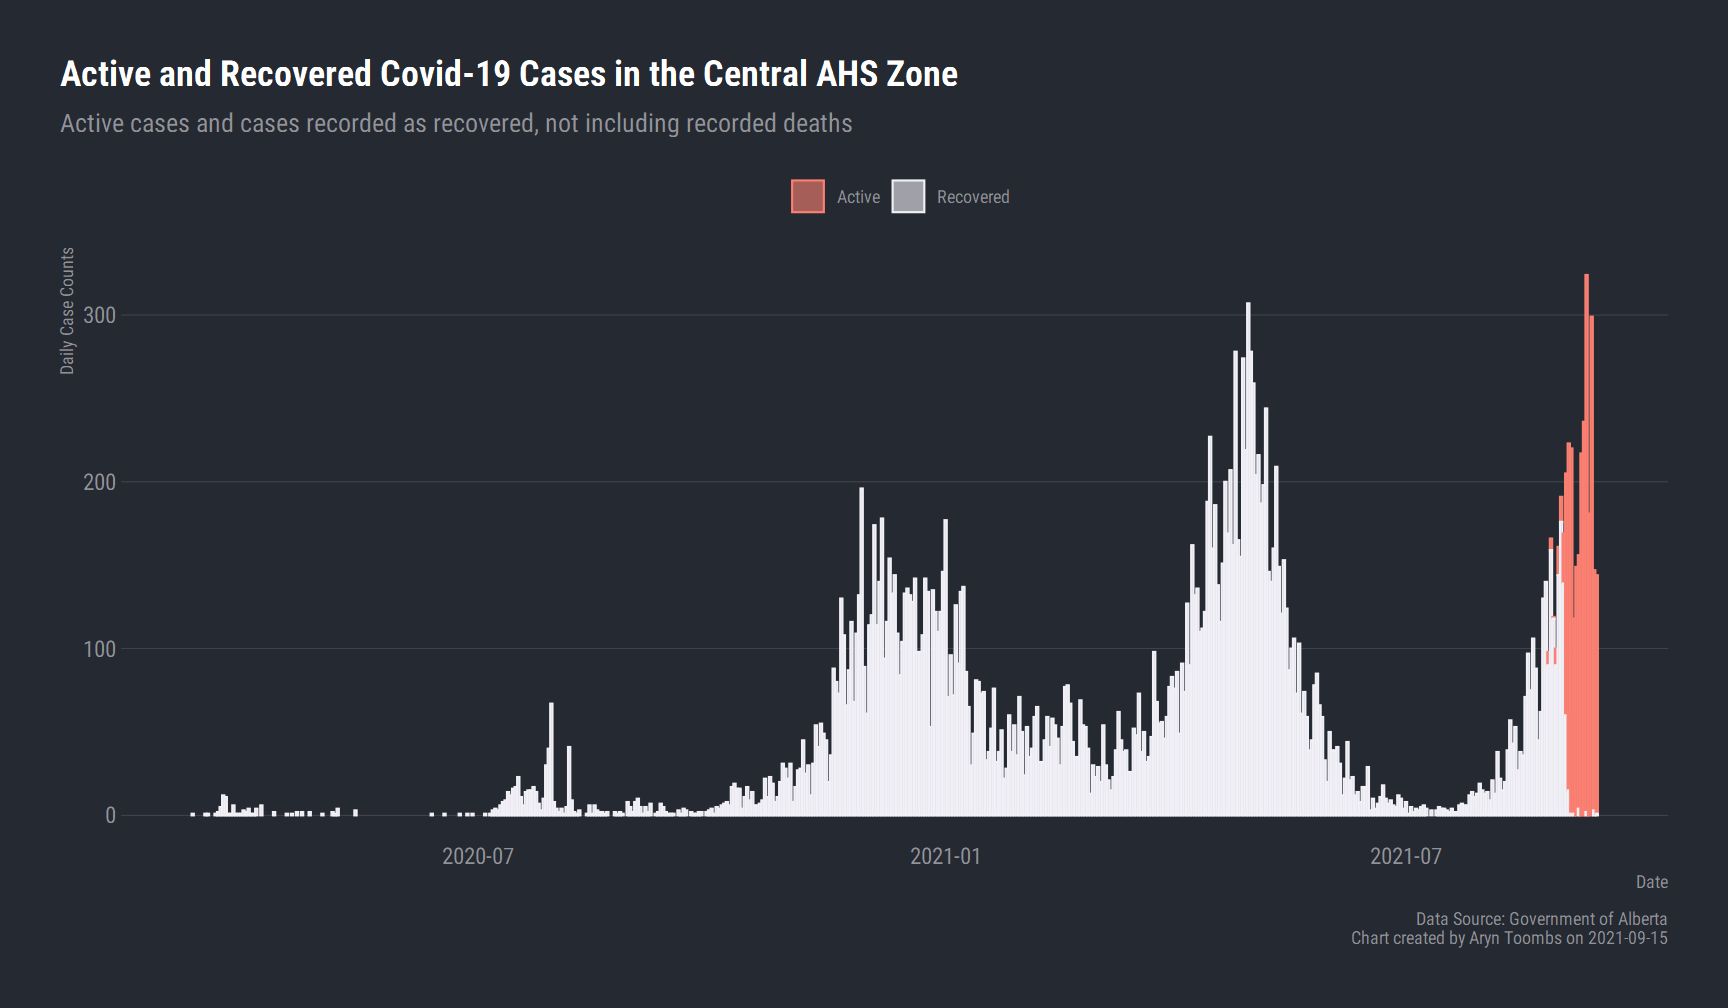 Active and Recovered Covid-19 Cases in the Central AHS Zone
Active cases and cases recorded as recovered, not including recorded deaths
Active
Recovered
Daily Case Counts
300
200
100
0
2020-07
2021-01
2021-07
Date
Data Source: Government of Alberta
Chart created by Aryn Toombs on 2021-09-15